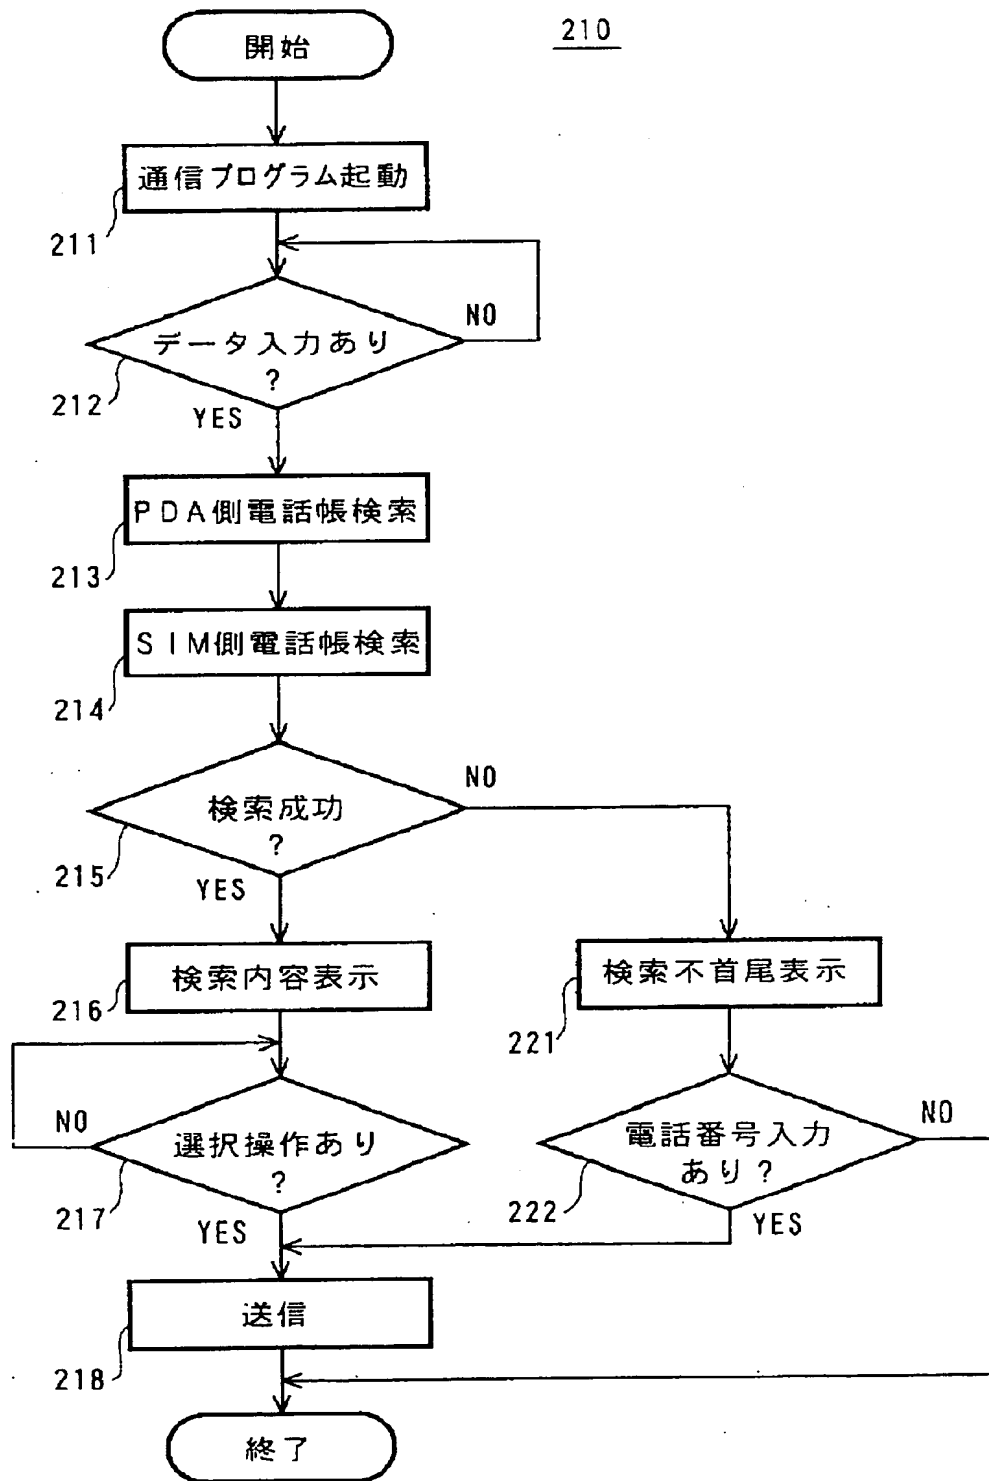 210
開始
通信プログラム起動
211
データ入力あり
?
NO
212
YES
PDA側電話帳検索
213
SIM側電話帳検索
214
検索成功
?
NO
215
YES
検索内容表示
216
検索不首尾表示
221
選択操作あり
?
NO
217
YES
電話番号入力
あり?
NO
222
YES
送信
218
終了